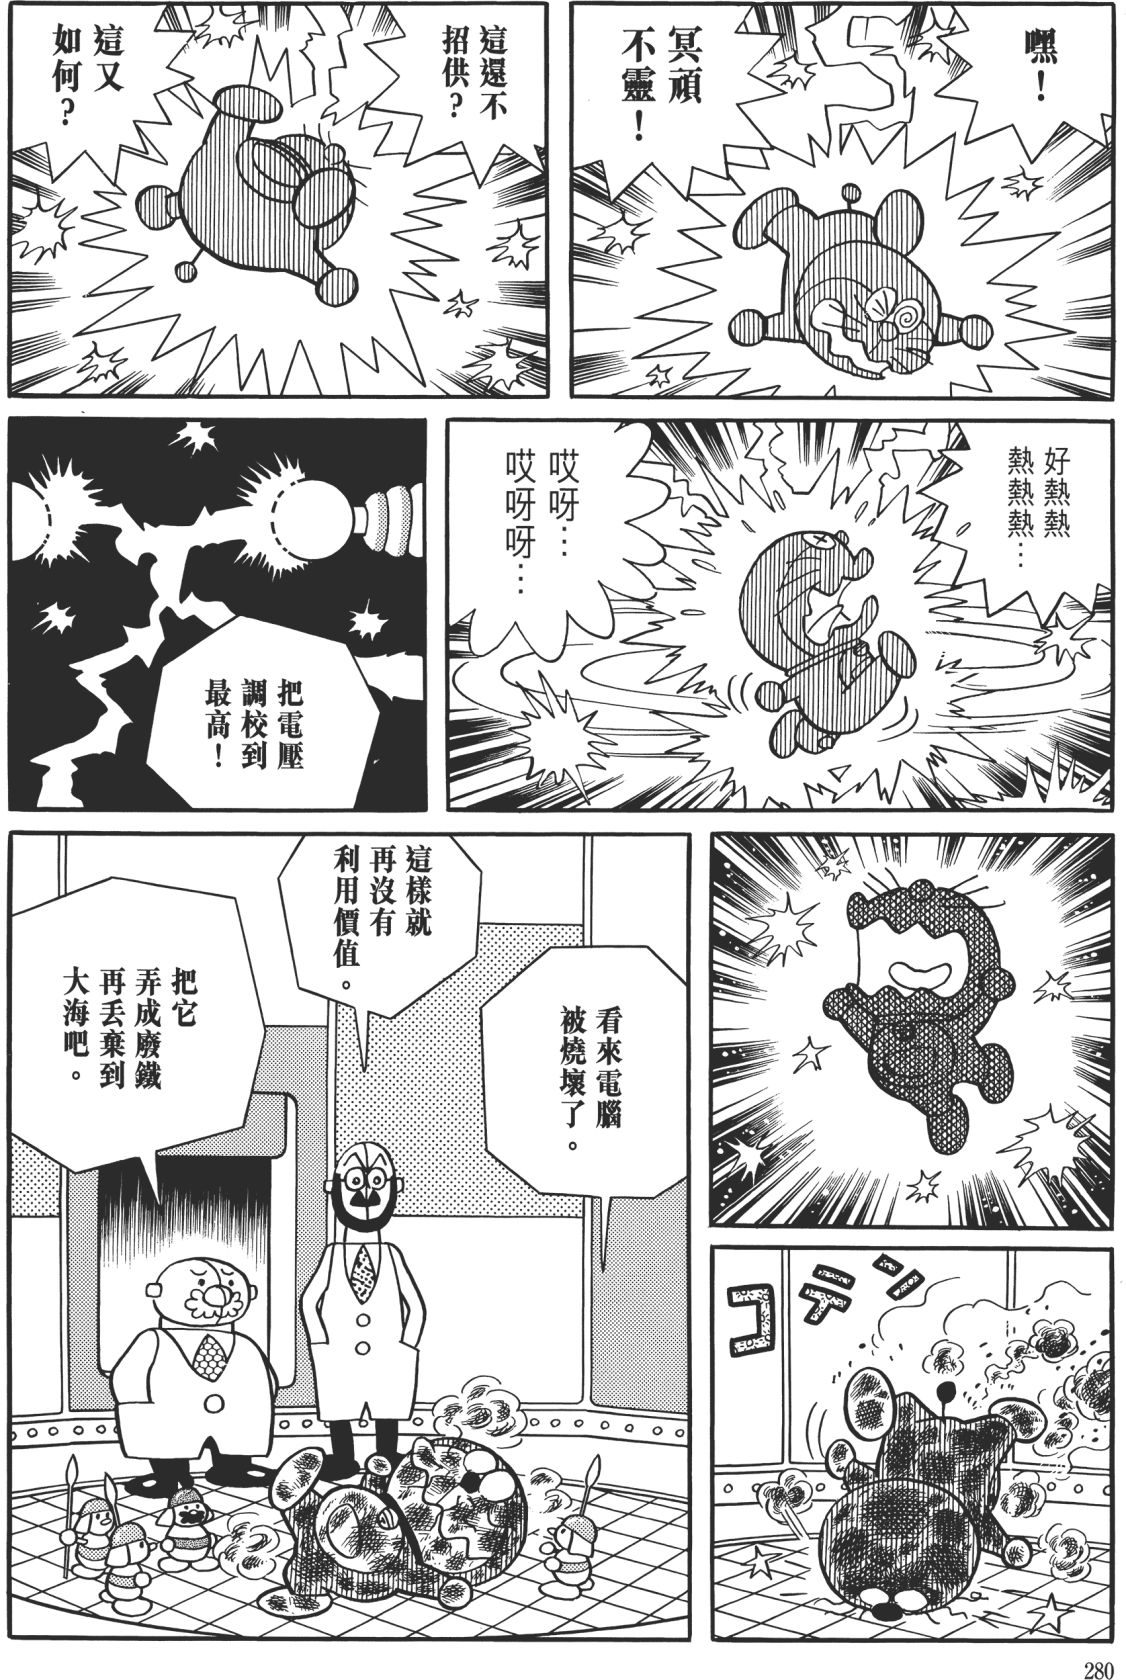 嘿！
冥頑
不靈！
這還不
招供？
這又
如何？
好熱熱
熱熱熱…
哎呀…
哎呀呀…
把電壓
調校到
最高！
コテン
看來電腦
被燒壞了。
這樣就
再沒有
利用價值。
把它
弄成廢鐵
再丟棄到
大海吧。
280